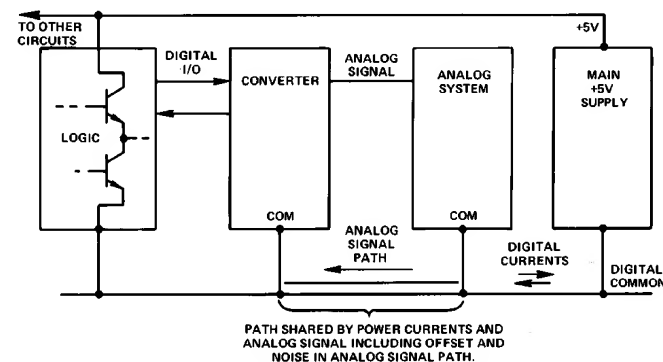 TO OTHER
CIRCUITS
+5V
DIGITAL
I/O
ANALOG
SIGNAL
LOGIC
CONVERTER
COM
ANALOG
SYSTEM
COM
MAIN
+5V
SUPPLY
ANALOG
SIGNAL
PATH
DIGITAL
CURRENTS
DIGITAL
COMMON
PATH SHARED BY POWER CURRENTS AND
ANALOG SIGNAL INCLUDING OFFSET AND
NOISE IN ANALOG SIGNAL PATH.